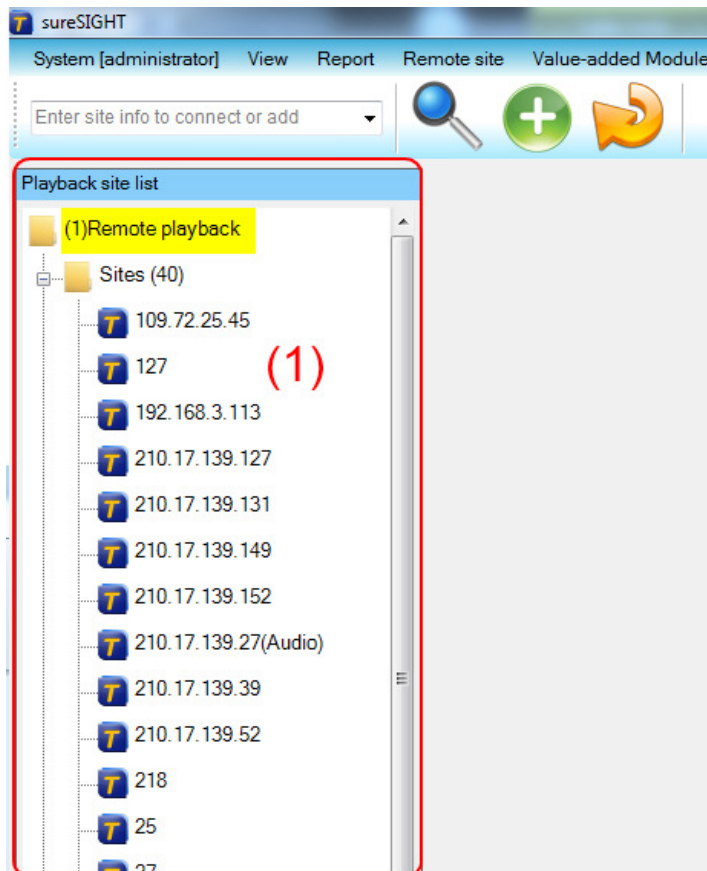 sureSIGHT
System [administrator] View Report Remote site Value-added Module
Enter site info to connect or add
Playback site list
(1)Remote playback
Sites (40)
109.72.25.45
127
(1)
192.168.3.113
210.17.139.127
210.17.139.131
210.17.139.149
210.17.139.152
210.17.139.27(Audio)
210.17.139.39
210.17.139.52
218
25
27